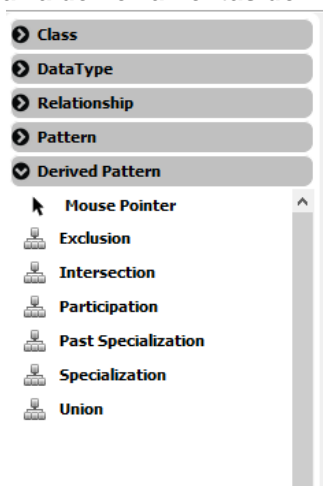 Class
DataType
Relationship
Pattern
Derived Pattern
Mouse Pointer
Exclusion
Intersection
Participation
Past Specialization
Specialization
Union